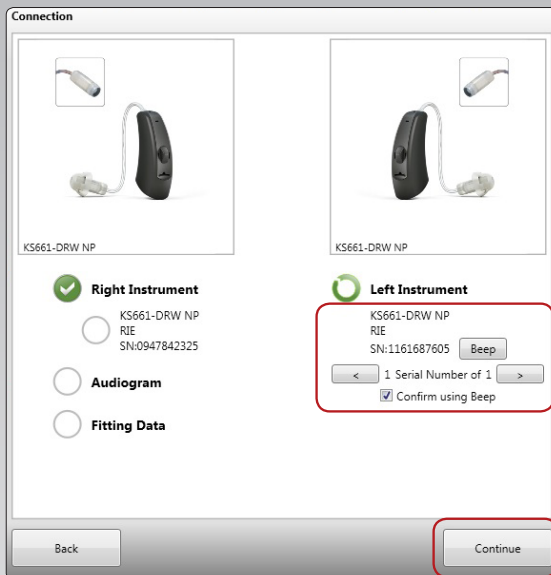 Connection
KS661-DRW NP
KS661-DRW NP
Right Instrument
KS661-DRW NP
RIE
SN:0947842325
Audiogram
Fitting Data
Left Instrument
KS661-DRW NP
RIE
SN:1161687605 Beep
< 1 Serial Number of 1 >
Confirm using Beep
Back
Continue